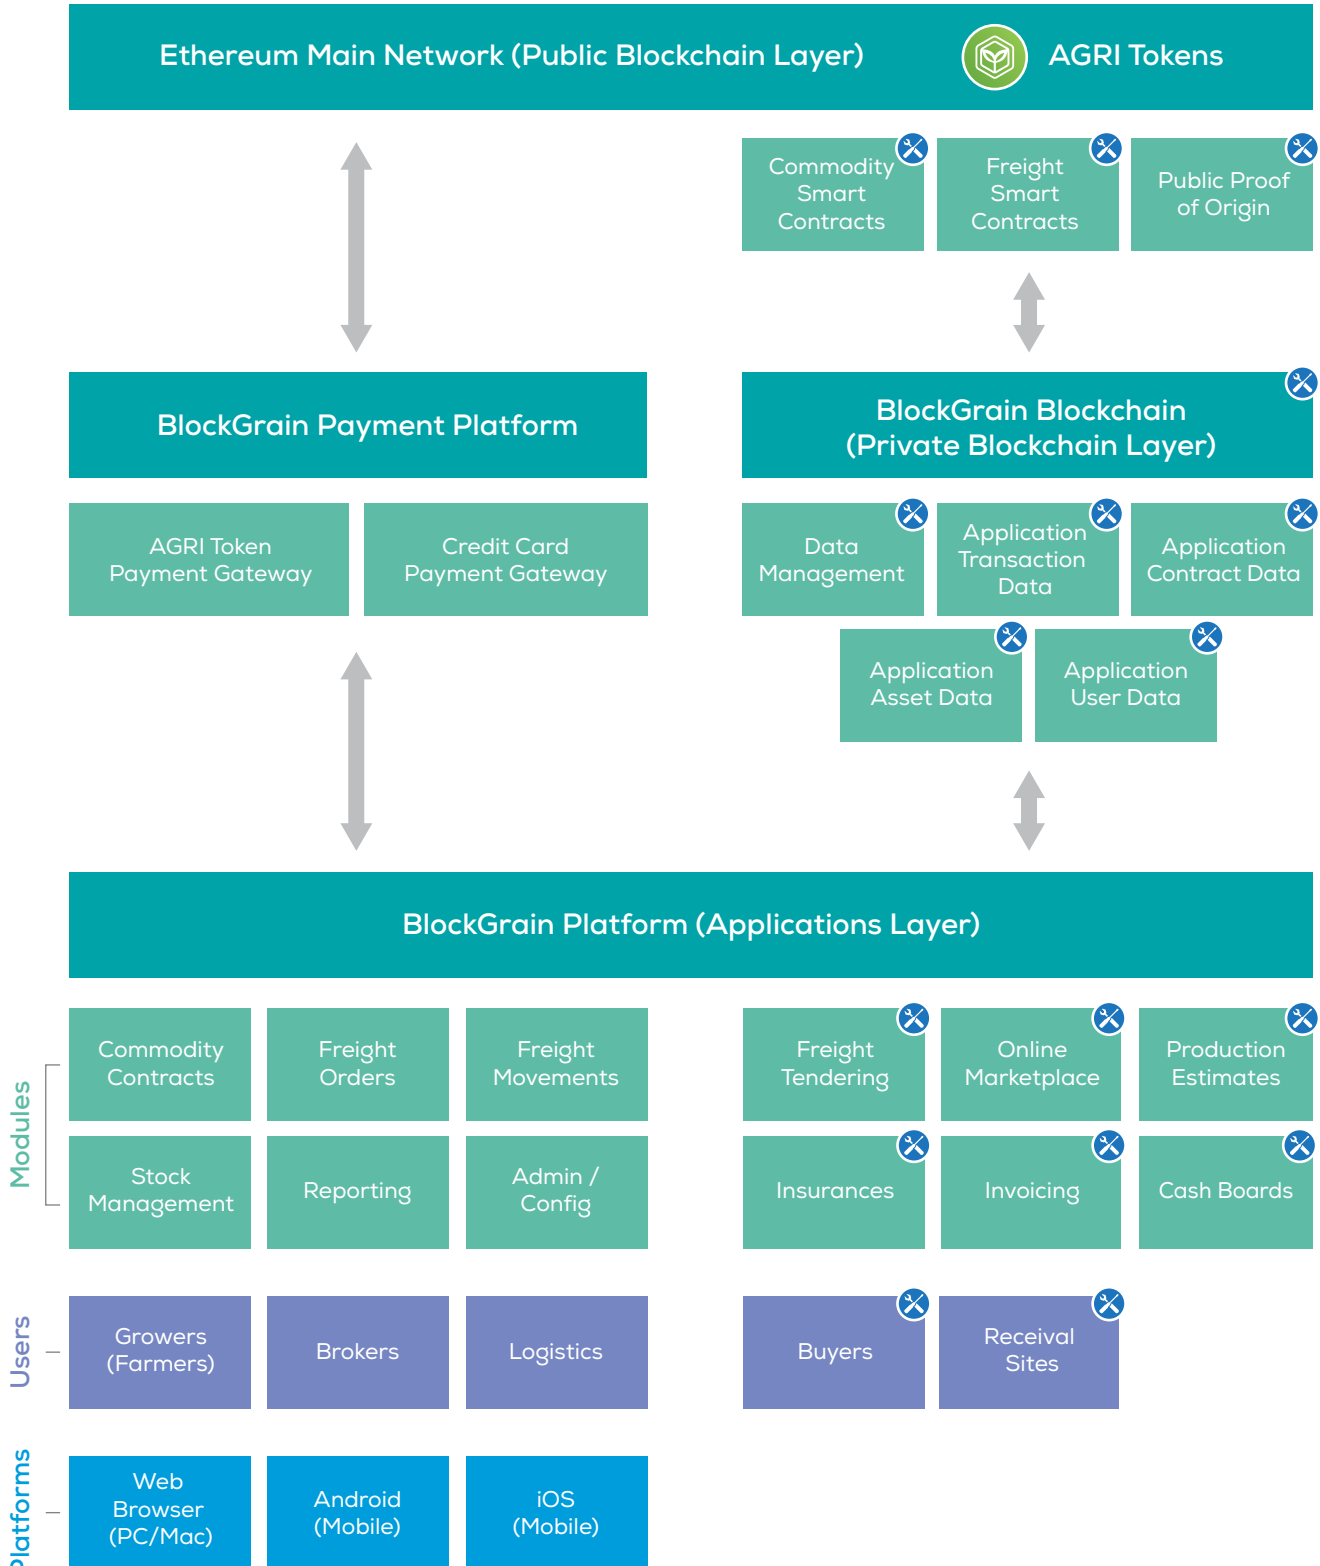 Ethereum Main Network (Public Blockchain Layer)
AGRI Tokens
Commodity
Smart
Contracts
Freight
Smart
Contracts
Public Proof
of Origin
BlockGrain Payment Platform
BlockGrain Blockchain
(Private Blockchain Layer)
AGRI Token
Payment Gateway
Credit Card
Payment Gateway
Data
Management
Application
Transaction
Data
Application
Contract Data
Application
Asset Data
Application
User Data
BlockGrain Platform (Applications Layer)
Modules
Commodity
Contracts
Freight
Orders
Freight
Movements
Freight
Tendering
Online
Marketplace
Production
Estimates
Stock
Management
Reporting
Admin /
Config
Insurances
Invoicing
Cash Boards
Users
Growers
(Farmers)
Brokers
Logistics
Buyers
Receival
Sites
Platforms
Web
Browser
(PC/Mac)
Android
(Mobile)
iOS
(Mobile)